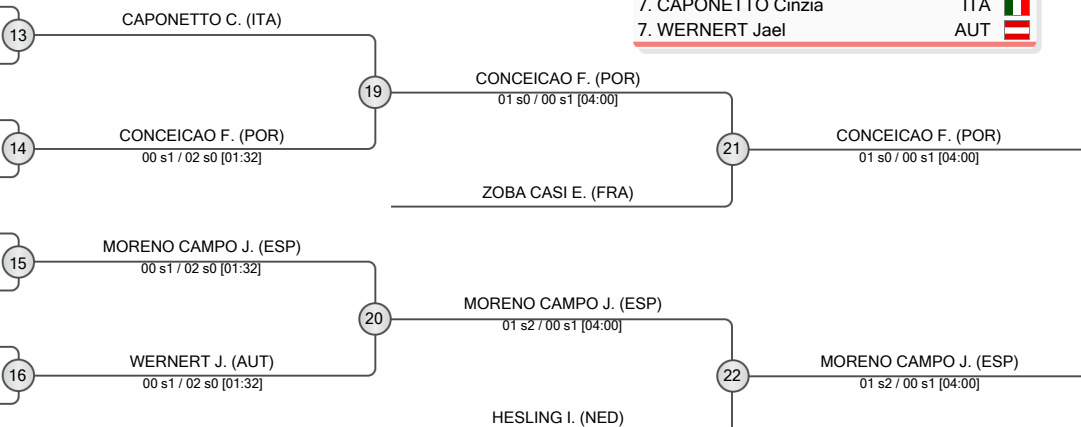 7. CAPONETTO Cinzia ITA
7. WERNERT Jael AUT
13
CAPONETTO C. (ITA)
19
CONCEICAO F. (POR)
01 s0 / 00 s1 [04:00]
14
CONCEICAO F. (POR)
00 s1 / 02 s0 [01:32]
21
CONCEICAO F. (POR)
01 s0 / 00 s1 [04:00]
ZOBA CASI E. (FRA)
15
MORENO CAMPO J. (ESP)
00 s1 / 02 s0 [01:32]
20
MORENO CAMPO J. (ESP)
01 s2 / 00 s1 [04:00]
16
WERNERT J. (AUT)
00 s1 / 02 s0 [01:32]
22
MORENO CAMPO J. (ESP)
01 s2 / 00 s1 [04:00]
HESLING I. (NED)